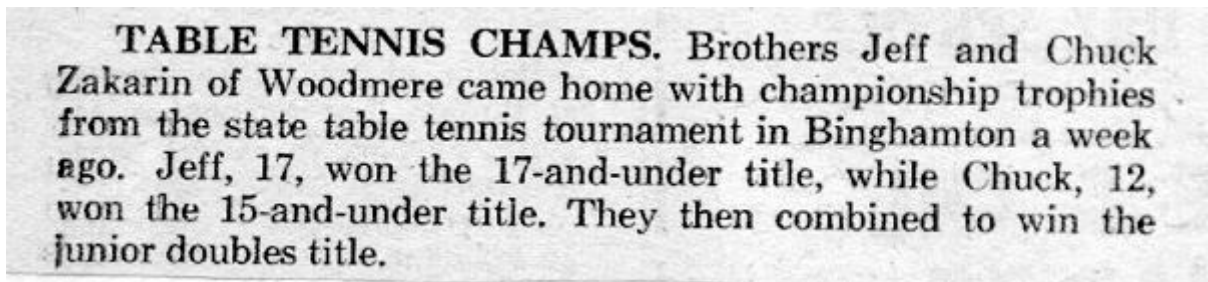 TABLE TENNIS CHAMPS. Brothers Jeff and Chuck
Zakarin of Woodmere came home with championship trophies
from the state table tennis tournament in Binghamton a week
ago. Jeff, 17, won the 17-and-under title, while Chuck, 12,
won the 15-and-under title. They then combined to win the
junior doubles title.